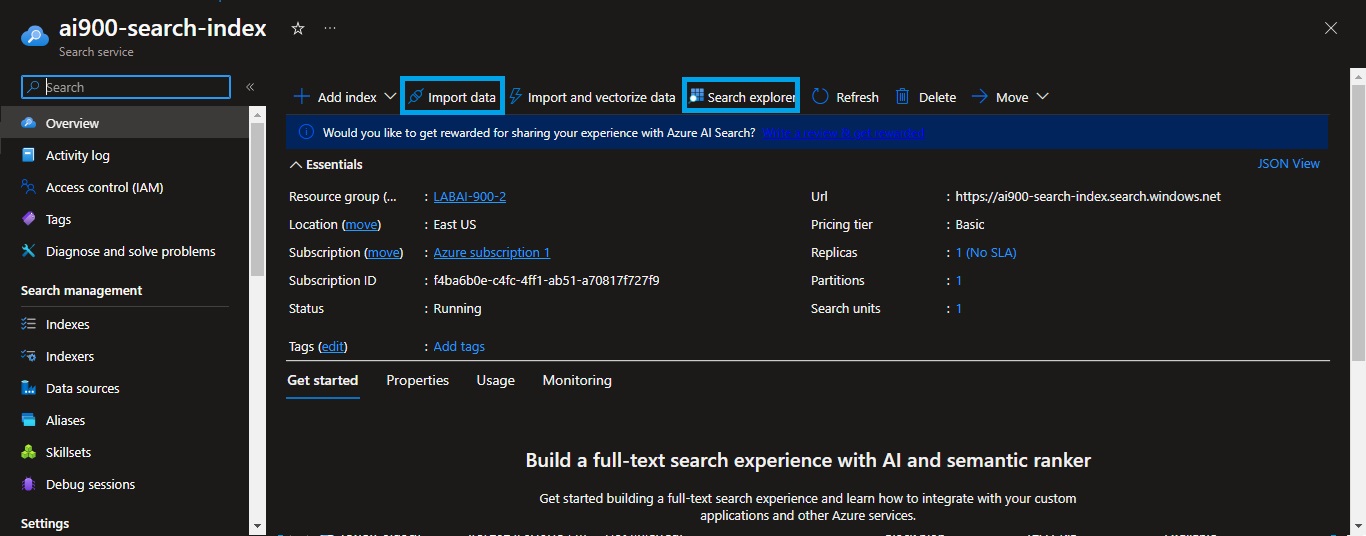 ai900-search-index
Search service
Search
Overview
Activity log
Access control (IAM)
Tags
Diagnose and solve problems
Search management
Indexes
Indexers
Data sources
Aliases
Skillsets
Debug sessions
Settings
Add index Import data Import and vectorize data Search explorer Refresh Delete Move
Would you like to get rewarded for sharing your experience with Azure AI Search?
Essentials JSON View
Resource group (... : LABAI-900-2 Url : https://ai900-search-index.search.windows.net
Location (move) : East US Pricing tier : Basic
Subscription (move) : Azure subscription 1 Replicas : 1 (No SLA)
Subscription ID : f4ba6b0e-c4fc-4ff1-ab51-a70817f727f9 Partitions : 1
Status : Running Search units : 1
Tags (edit) : Add tags
Get started Properties Usage Monitoring
Build a full-text search experience with AI and semantic ranker
Get started building a full-text search experience and learn how to integrate with your custom
applications and other Azure services.